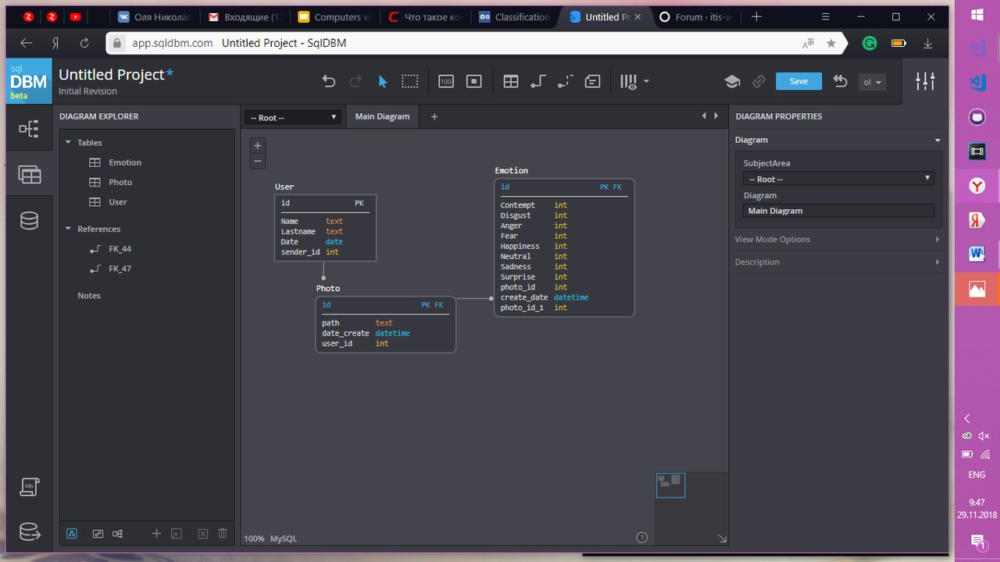 Оля Николае
Входящие (1
Computers v
Что такое ко
Classification
Untitled Pr
Forum · itis-a
app.sqldbm.com Untitled Project - SqlDBM
sql
DBM
beta
Untitled Project*
Initial Revision
100
Save
ol
DIAGRAM EXPLORER
Tables
Emotion
Photo
User
References
FK_44
FK_47
Notes
-- Root --
Main Diagram
User
id PK
Name text
Lastname text
Date date
sender_id int
Photo
id PK FK
path text
date_create datetime
user_id int
Emotion
id PK FK
Contempt int
Disgust int
Anger int
Fear int
Happiness int
Neutral int
Sadness int
Surprise int
photo_id int
create_date datetime
photo_id_1 int
100% MySQL
DIAGRAM PROPERTIES
Diagram
SubjectArea
-- Root --
Diagram
Main Diagram
View Mode Options
Description
SQL
ENG
9:47
29.11.2018
1